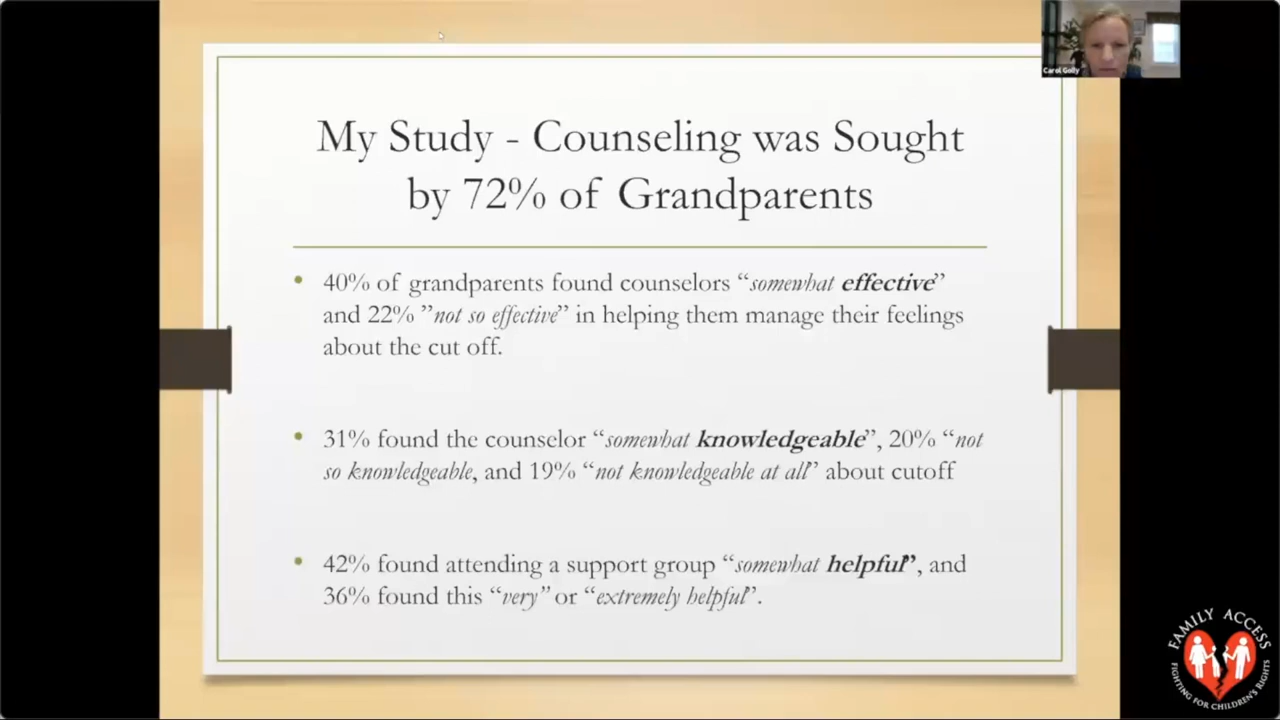 Carol Golly
My Study - Counseling was Sought
by 72% of Grandparents
• 40% of grandparents found counselors “somewhat effective”
and 22% ”not so effective” in helping them manage their feelings
about the cut off.
• 31% found the counselor “somewhat knowledgeable”, 20% “not
so knowledgeable, and 19% “not knowledgeable at all” about cutoff
• 42% found attending a support group “somewhat helpful”, and
36% found this “very” or “extremely helpful”.
FAMILY ACCESS
FIGHTING FOR CHILDREN'S RIGHTS